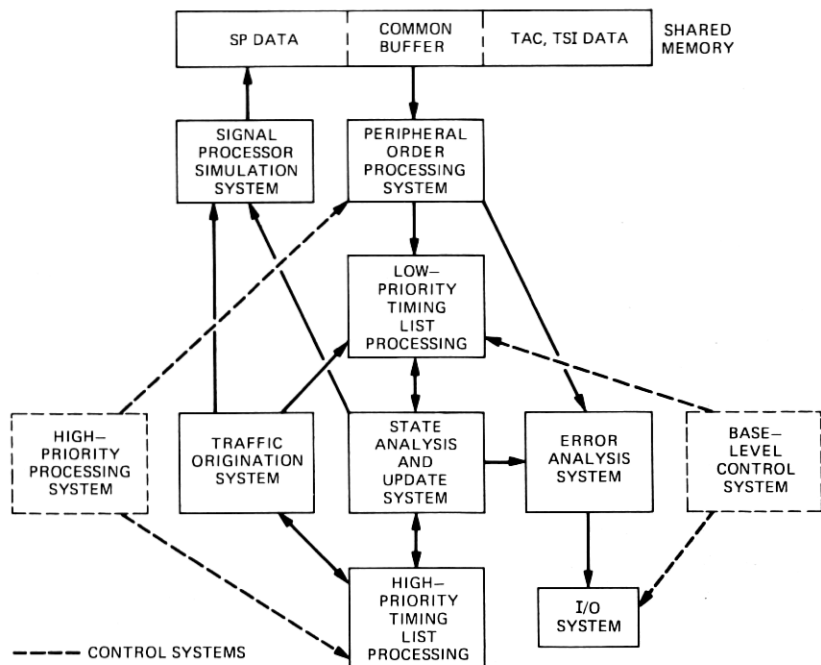 SP DATA
COMMON
BUFFER
TAC, TSI DATA
SHARED
MEMORY
SIGNAL
PROCESSOR
SIMULATION
SYSTEM
PERIPHERAL
ORDER
PROCESSING
SYSTEM
LOW—
PRIORITY
TIMING
LIST
PROCESSING
HIGH—
PRIORITY
PROCESSING
SYSTEM
TRAFFIC
ORIGINATION
SYSTEM
STATE
ANALYSIS
AND
UPDATE
SYSTEM
ERROR
ANALYSIS
SYSTEM
BASE—
LEVEL
CONTROL
SYSTEM
HIGH—
PRIORITY
TIMING
LIST
PROCESSING
I/O
SYSTEM
CONTROL SYSTEMS